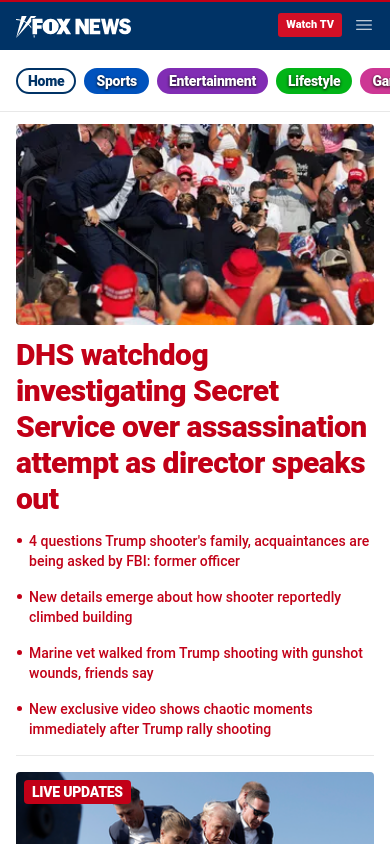 FOX NEWS
Watch TV
Home
Sports
Entertainment
Lifestyle
TRUMP
DHS watchdog
investigating Secret
Service over assassination
attempt as director speaks
out
• 4 questions Trump shooter's family, acquaintances are
being asked by FBI: former officer
• New details emerge about how shooter reportedly
climbed building
• Marine vet walked from Trump shooting with gunshot
wounds, friends say
• New exclusive video shows chaotic moments
immediately after Trump rally shooting
LIVE UPDATES